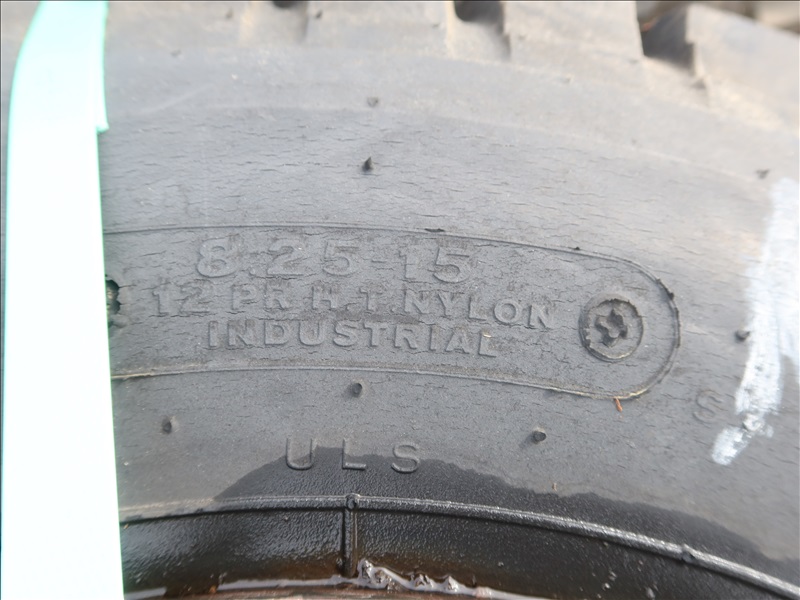 8.25-15
12 PR H.T. NYLON
INDUSTRIAL
S
ULS